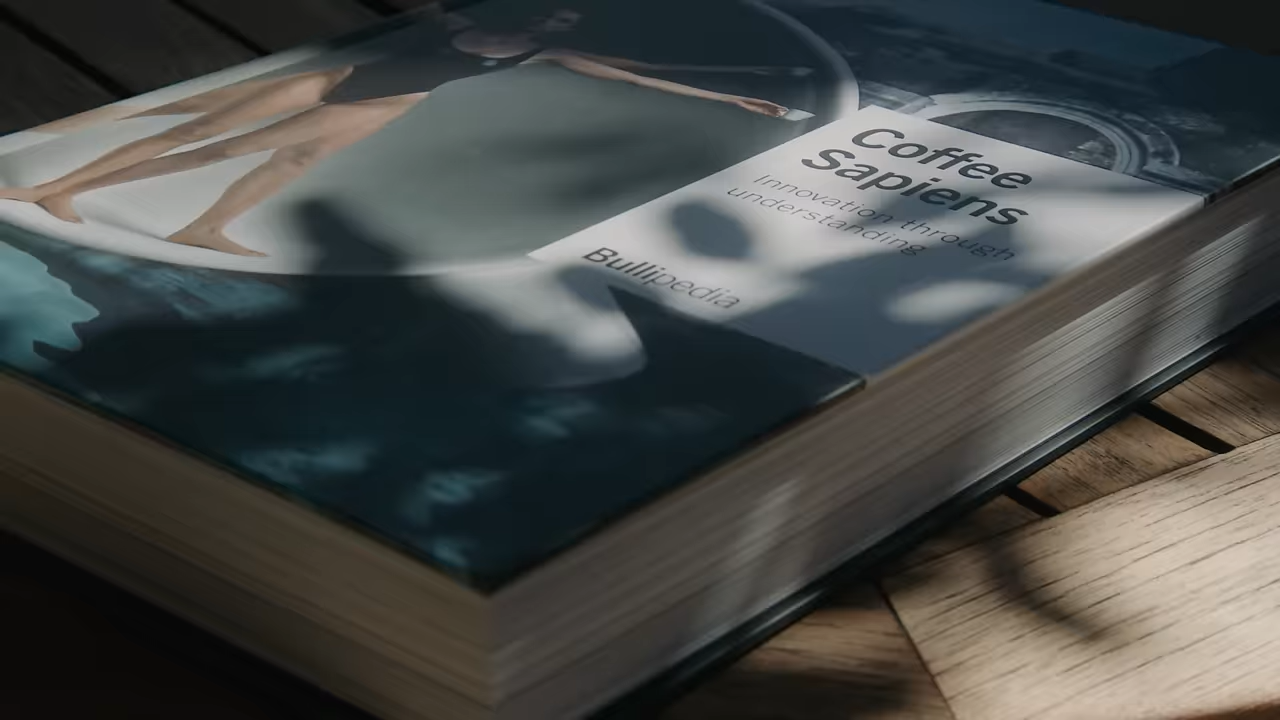 Coffee
Sapiens
Innovation through
understanding
Bullipedia